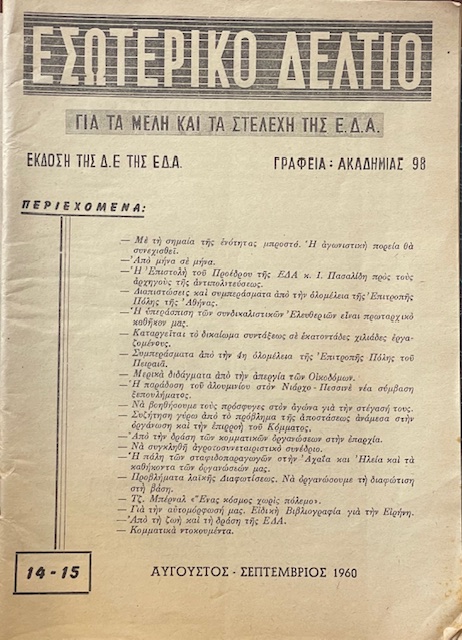 ΕΣΩΤΕΡΙΚΟ ΔΕΛΤΙΟ
ΓΙΑ ΤΑ ΜΕΛΗ ΚΑΙ ΤΑ ΣΤΕΛΕΧΗ ΤΗΣ Ε.Δ.Α.
ΕΚΔΟΣΗ ΤΗΣ Δ.Ε ΤΗΣ ΕΔΑ. ΓΡΑΦΕΙΑ: ΑΚΑΔΗΜΙΑΣ 98
ΠΕΡΙΕΧΟΜΕΝΑ:
— Μὲ τὴ σημαία τῆς ἑνότητας μπροστά. Ἡ ἀγωνιστικὴ πορεία θὰ
συνεχισθεῖ.
— Ἀπὸ μήνα σὲ μήνα.
— Ἡ Ἐπιστολὴ τοῦ Προέδρου τῆς ΕΔΑ κ. Ι. Πασαλίδη πρὸς τοὺς
ἀρχηγοὺς τῆς ἀντιπολιτεύσεως.
— Διαπιστώσεις καὶ συμπεράσματα ἀπὸ τὴν ὁλομέλεια τῆς Ἐπιτροπῆς
Πόλης τῆς Ἀθήνας.
— Ἡ ὑπεράσπιση τῶν συνδικαλιστικῶν Ἐλευθεριῶν εἶναι πρωταρχικὸ
καθῆκον μας.
— Καταργεῖται τὸ δικαίωμα συντάξεως σὲ ἑκατοντάδες χιλιάδες ἐργα-
ζομένους.
— Συμπεράσματα ἀπὸ τὴν 4η ὁλομέλεια τῆς Ἐπιτροπῆς Πόλης τοῦ
Πειραιᾶ.
— Μερικὰ διδάγματα ἀπὸ τὴν ἀπεργία τῶν Οἰκοδόμων.
— Ἡ παράδοση τοῦ ἀλουμινίου στὸν Νιάρχο - Πεσσινὲ νέα σύμβαση
ξεπουλήματος.
— Νὰ βοηθήσουμε τοὺς πρόσφυγες στὸν ἀγώνα γιὰ τὴν στέγασή τους.
— Συζήτηση γύρω ἀπὸ τὸ πρόβλημα τῆς ἀποστάσεως ἀνάμεσα στὴν
ὀργάνωση καὶ τὴν ἐπιρροὴ τοῦ Κόμματος.
— Ἀπὸ τὴν δράση τῶν κομματικῶν ὀργανώσεων στὴν ἐπαρχία.
— Νὰ συγκληθῆ ἀγροτοσυνεταιριστικὸ συνέδριο.
— Ἡ πάλη τῶν σταφιδοπαραγωγῶν στὴν Ἀχαΐα καὶ Ἠλεία καὶ τὰ
καθήκοντα τῶν ὀργανώσεών μας.
— Προβλήματα λαϊκῆς Διαφωτίσεως. Νὰ ὀργανώσουμε τὴ διαφώτιση
στὴ βάση.
— Τζ. Μπέρναλ «Ἕνας κόσμος χωρὶς πόλεμο».
— Γιὰ τὴν αὐτομόρφωσή μας. Εἰδικὴ Βιβλιογραφία γιὰ τὴν Εἰρήνη.
— Ἀπὸ τὴ ζωὴ καὶ τὴ δράση τῆς ΕΔΑ.
— Κομματικὰ ντοκουμέντα.
14-15 ΑΥΓΟΥΣΤΟΣ - ΣΕΠΤΕΜΒΡΙΟΣ 1960